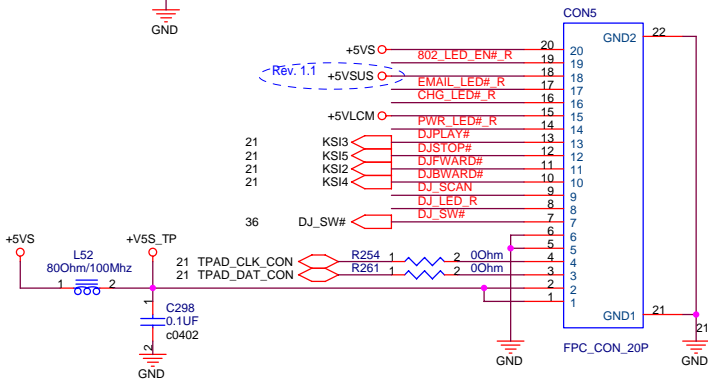 GND
CON5
GND2 22
+5VS 20 20
802_LED_EN#_R 19 19
Rev. 1.1 +5VSUS 18 18
EMAIL_LED#_R 17 17
CHG_LED#_R 16 16
+5VLCM 15 15
PWR_LED#_R 14 14
21 KSI3 DJPLAY# 13 13
21 KSI5 DJSTOP# 12 12
21 KSI2 DJFWARD# 11 11
21 KSI4 DJBWARD# 10 10
DJ_SCAN 9 9
DJ_LED_R 8 8
36 DJ_SW# DJ_SW# 7 7
6 6
5 5
21 TPAD_CLK_CON R254 1 2 0Ohm 4 4
21 TPAD_DAT_CON R261 1 2 0Ohm 3 3
2 2
1 1
GND1 21
21
+5VS
L52
80Ohm/100Mhz
1 2
+V5S_TP
1
C298
0.1UF
c0402
2
GND
GND
FPC_CON_20P
GND